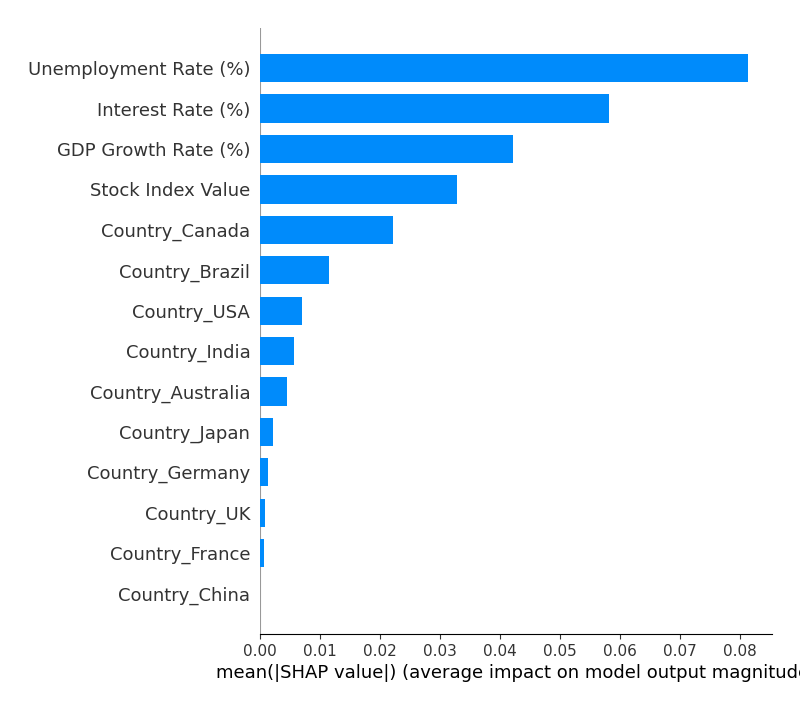 Unemployment Rate (%)
Interest Rate (%)
GDP Growth Rate (%)
Stock Index Value
Country_Canada
Country_Brazil
Country_USA
Country_India
Country_Australia
Country_Japan
Country_Germany
Country_UK
Country_France
Country_China
0.00 0.01 0.02 0.03 0.04 0.05 0.06 0.07 0.08
mean(|SHAP value|) (average impact on model output magnitude